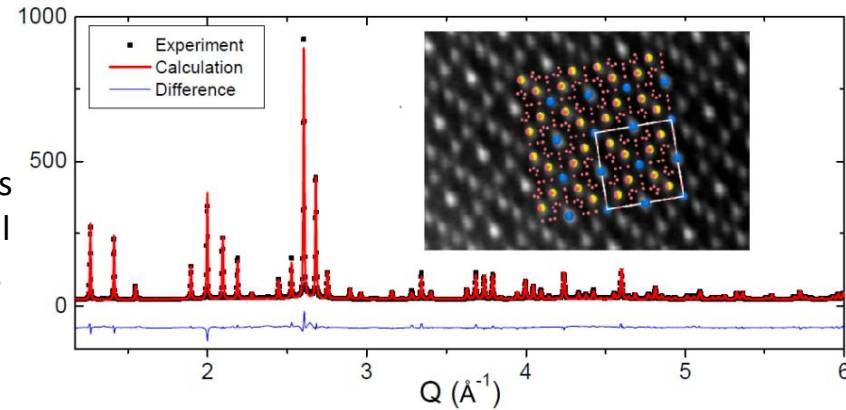 1000
Experiment
Calculation
Difference
500
s
l
0
2
3
4
5
6
Q (Å⁻¹)